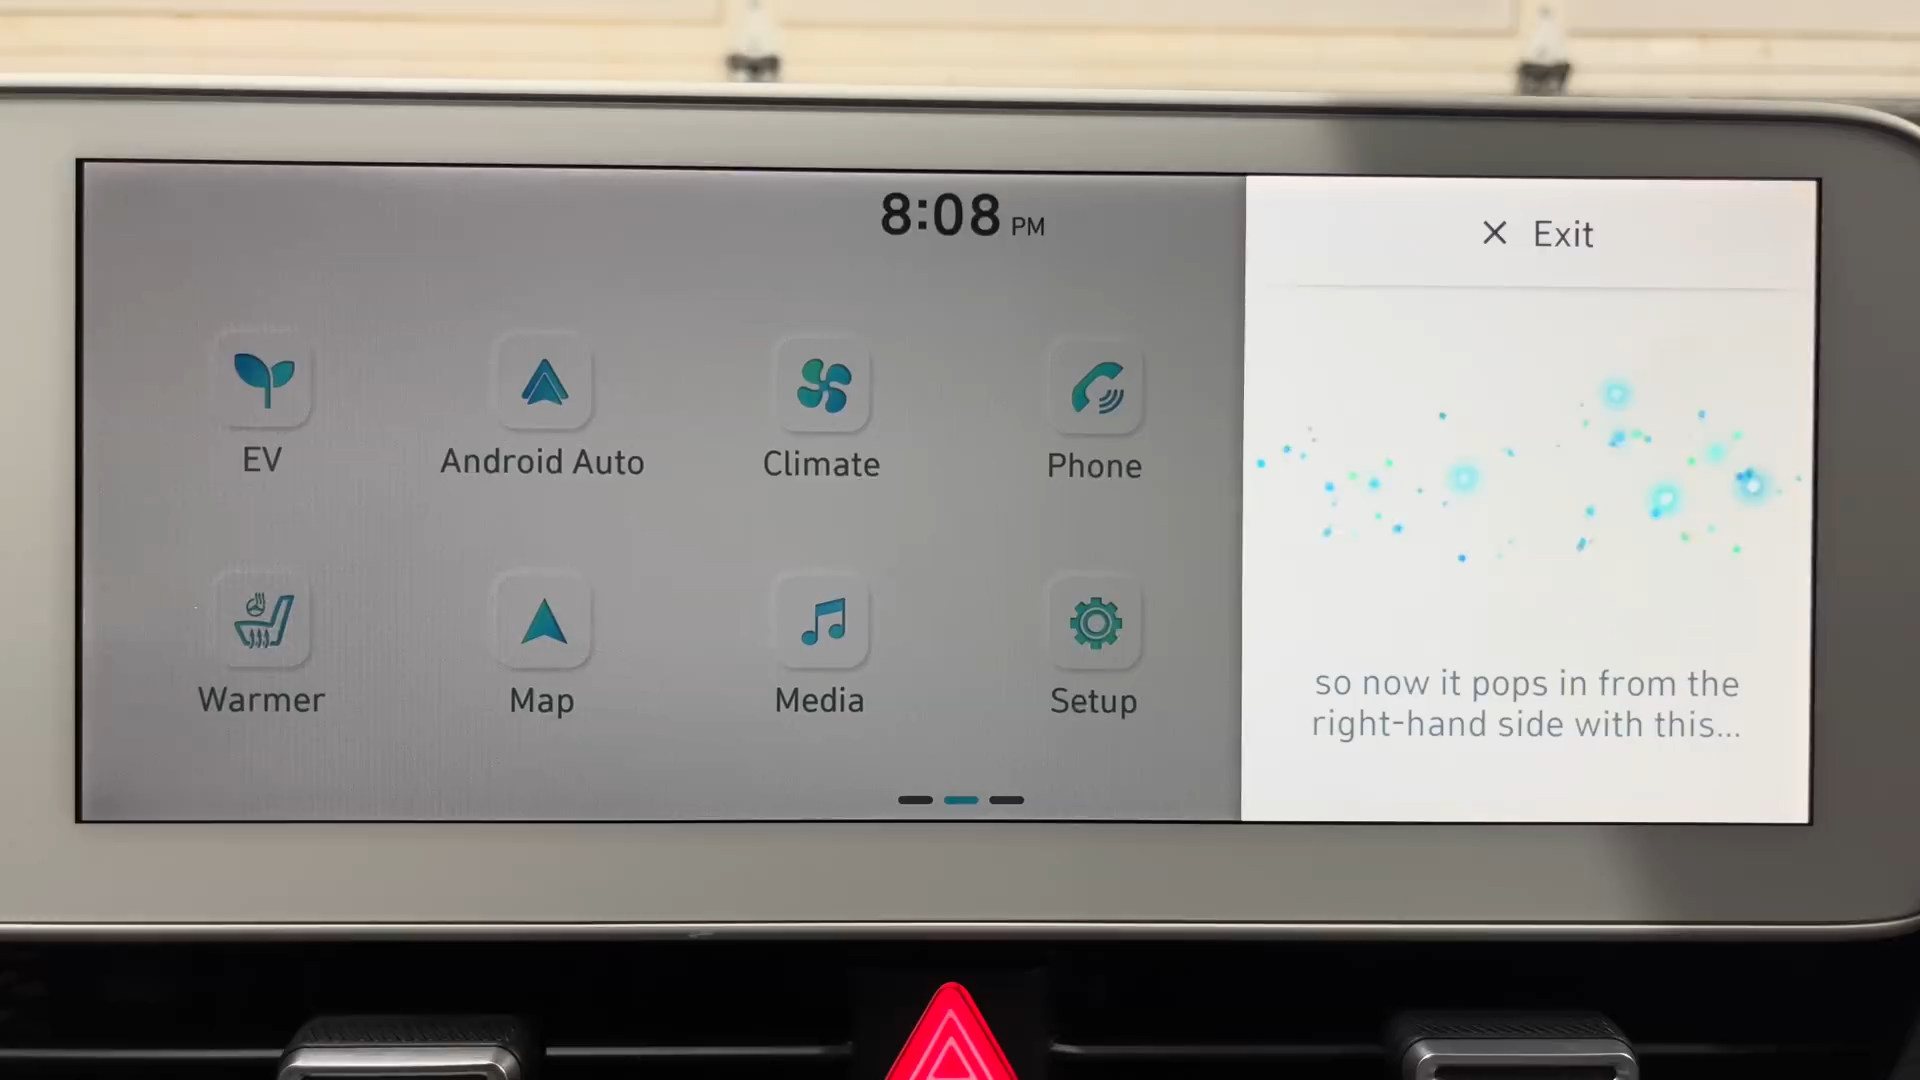 8:08 PM
EV
Android Auto
Climate
Phone
Warmer
Map
Media
Setup
Exit
so now it pops in from the
right-hand side with this...